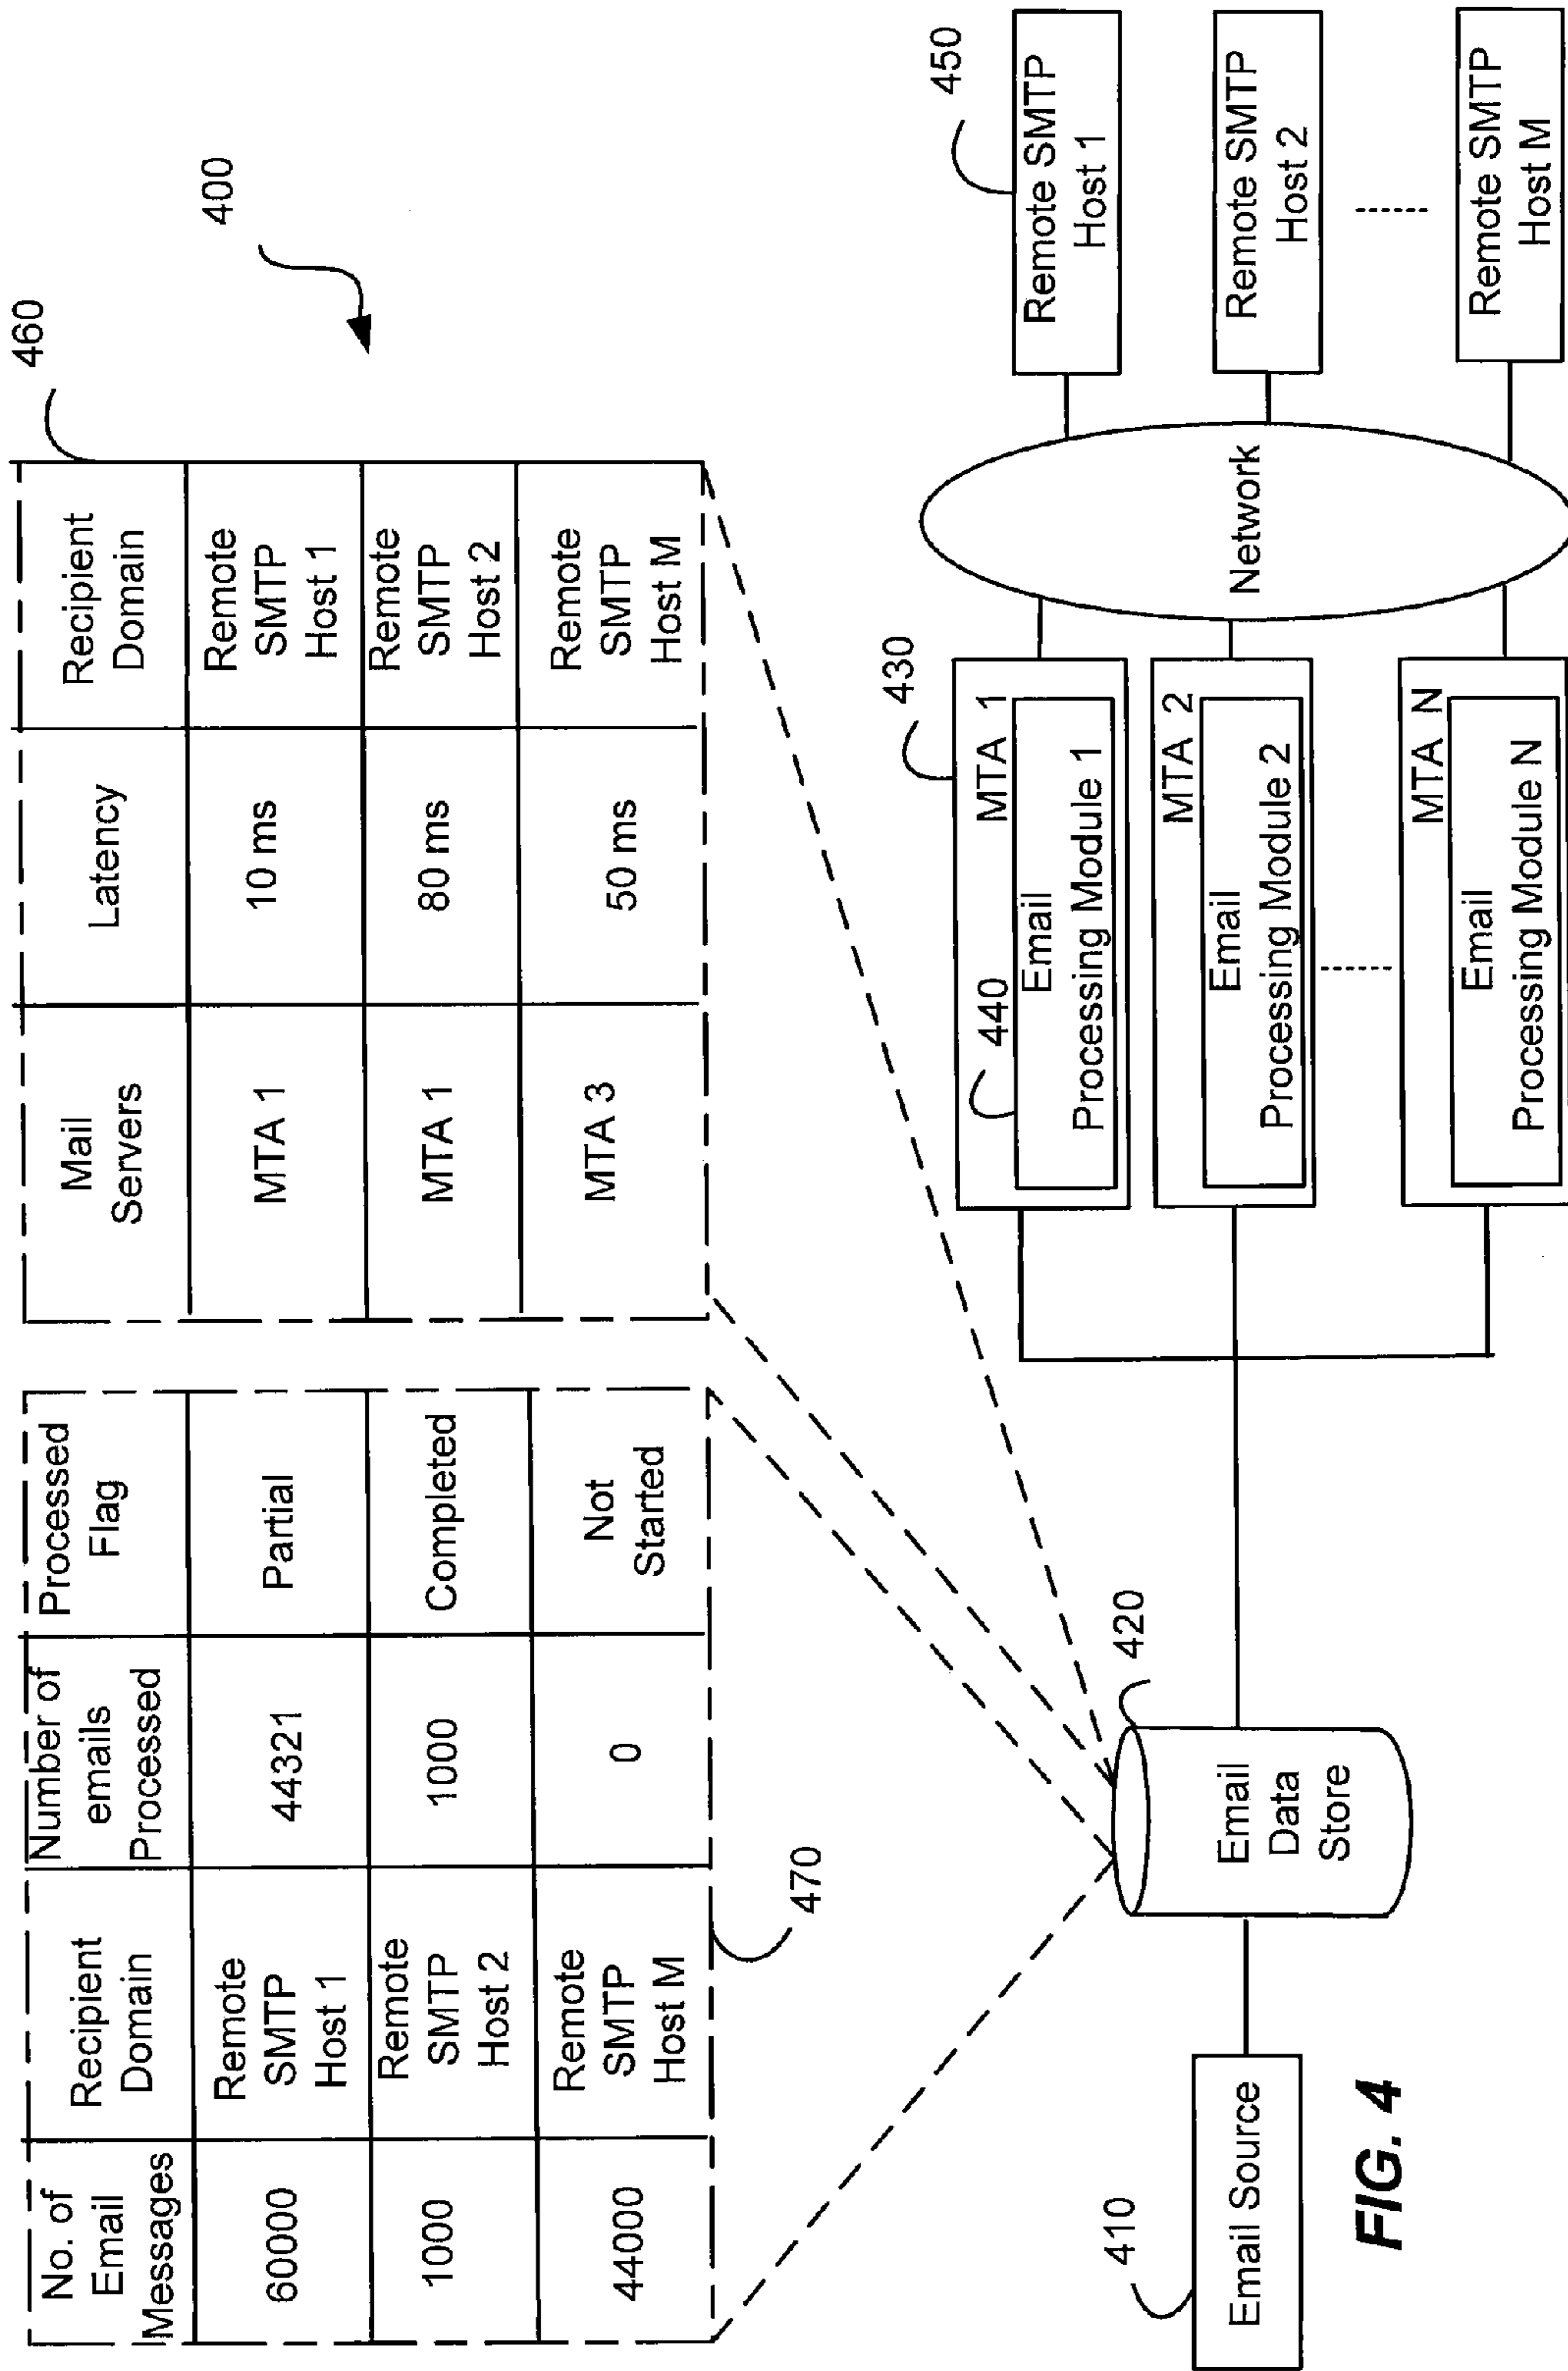 460
400
No. of
Email
Messages
Recipient
Domain
Number of
emails
Processed
Processed
Flag
60000
Remote
SMTP
Host 1
44321
Partial
1000
Remote
SMTP
Host 2
1000
Completed
44000
Remote
SMTP
Host M
0
Not
Started
470
Mail
Servers
Latency
Recipient
Domain
MTA 1
10 ms
Remote
SMTP
Host 1
MTA 1
80 ms
Remote
SMTP
Host 2
MTA 3
50 ms
Remote
SMTP
Host M
410
Email Source
420
Email
Data
Store
430
440
MTA 1
Email
Processing Module 1
MTA 2
Email
Processing Module 2
MTA N
Email
Processing Module N
Network
450
Remote SMTP
Host 1
Remote SMTP
Host 2
Remote SMTP
Host M
FIG. 4